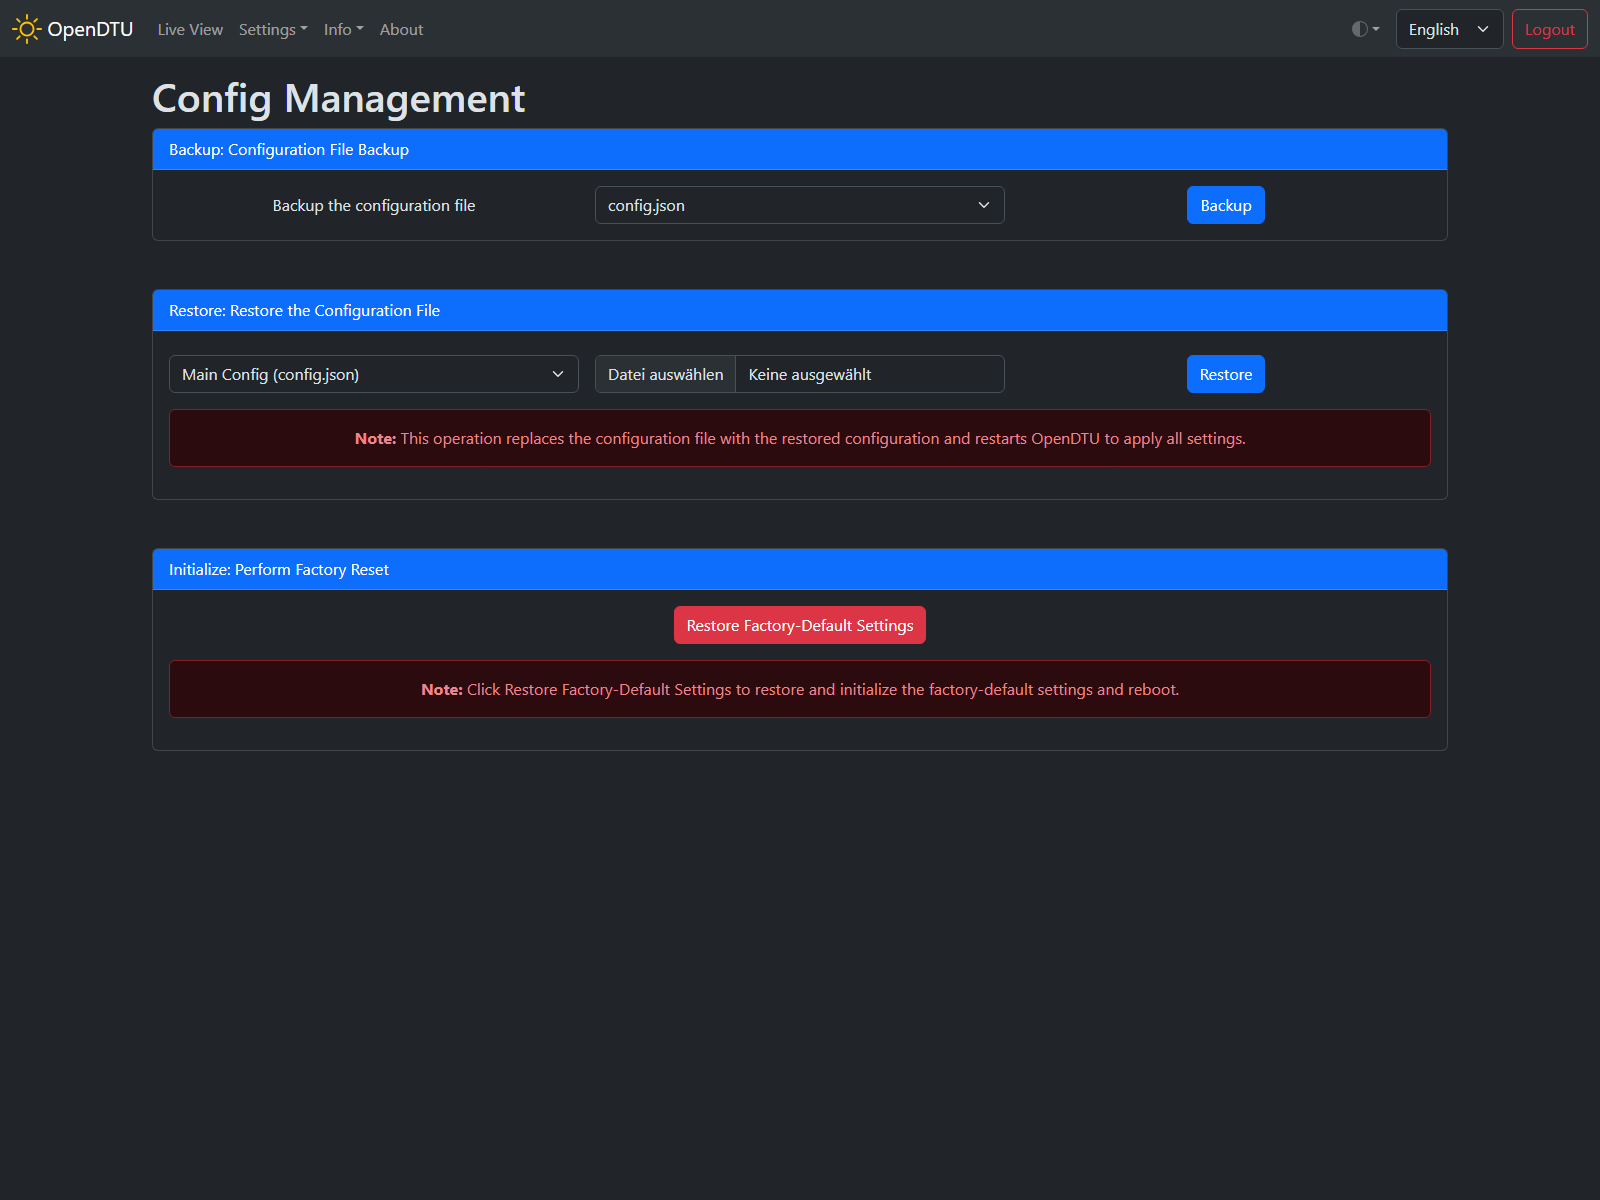 OpenDTU Live View Settings Info About English Logout
Config Management
Backup: Configuration File Backup
Backup the configuration file config.json Backup
Restore: Restore the Configuration File
Main Config (config.json) Datei auswählen Keine ausgewählt Restore
Note: This operation replaces the configuration file with the restored configuration and restarts OpenDTU to apply all settings.
Initialize: Perform Factory Reset
Restore Factory-Default Settings
Note: Click Restore Factory-Default Settings to restore and initialize the factory-default settings and reboot.